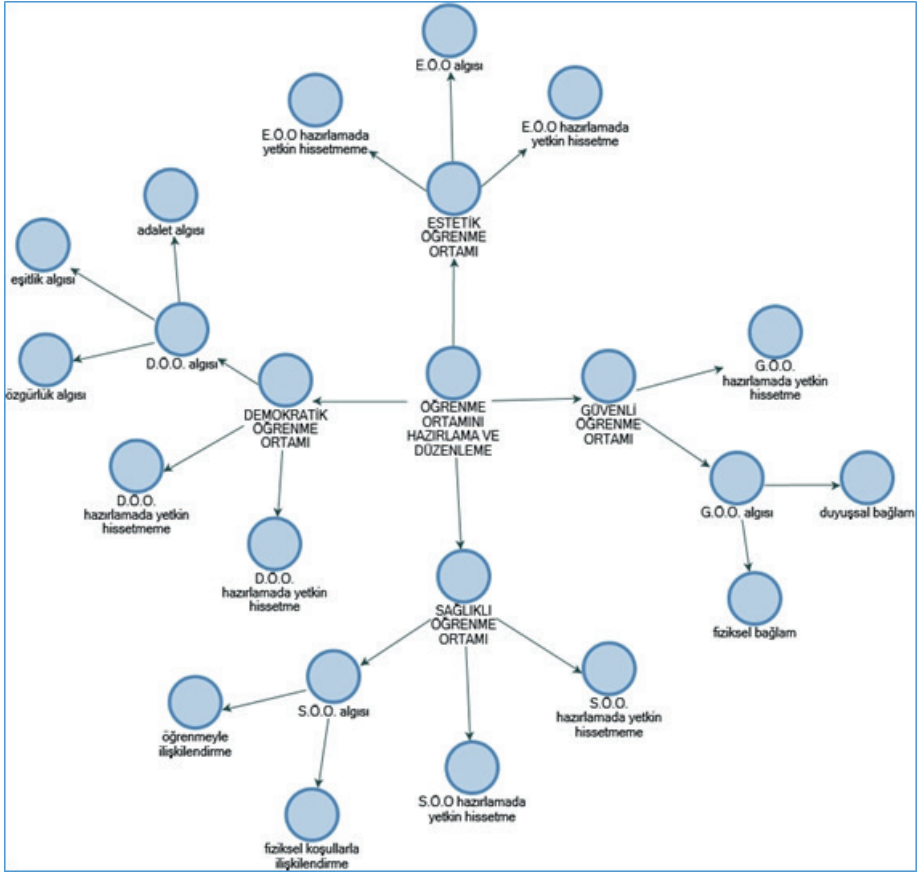 E.Ö.O algısı
E.Ö.O hazırlamada
yetkin hissetmeme
E.Ö.O hazırlamada
yetkin hissetme
ESTETİK
ÖĞRENME
ORTAMI
adalet algısı
eşitlik algısı
özgürlük algısı
D.Ö.O. algısı
DEMOKRATİK
ÖĞRENME
ORTAMI
D.Ö.O.
hazırlamada yetkin
hissetmeme
D.Ö.O.
hazırlamada yetkin
hissetme
ÖĞRENME
ORTAMINI
HAZIRLAMA VE
DÜZENLEME
GÜVENLİ
ÖĞRENME
ORTAMI
G.Ö.O.
hazırlamada yetkin
hissetme
G.Ö.O. algısı
duyuşsal bağlam
fiziksel bağlam
SAĞLIKLI
ÖĞRENME
ORTAMI
S.Ö.O. algısı
öğrenmeyle
ilişkilendirme
fiziksel koşullarla
ilişkilendirme
S.Ö.O hazırlamada
yetkin hissetme
S.Ö.O.
hazırlamada yetkin
hissetmeme